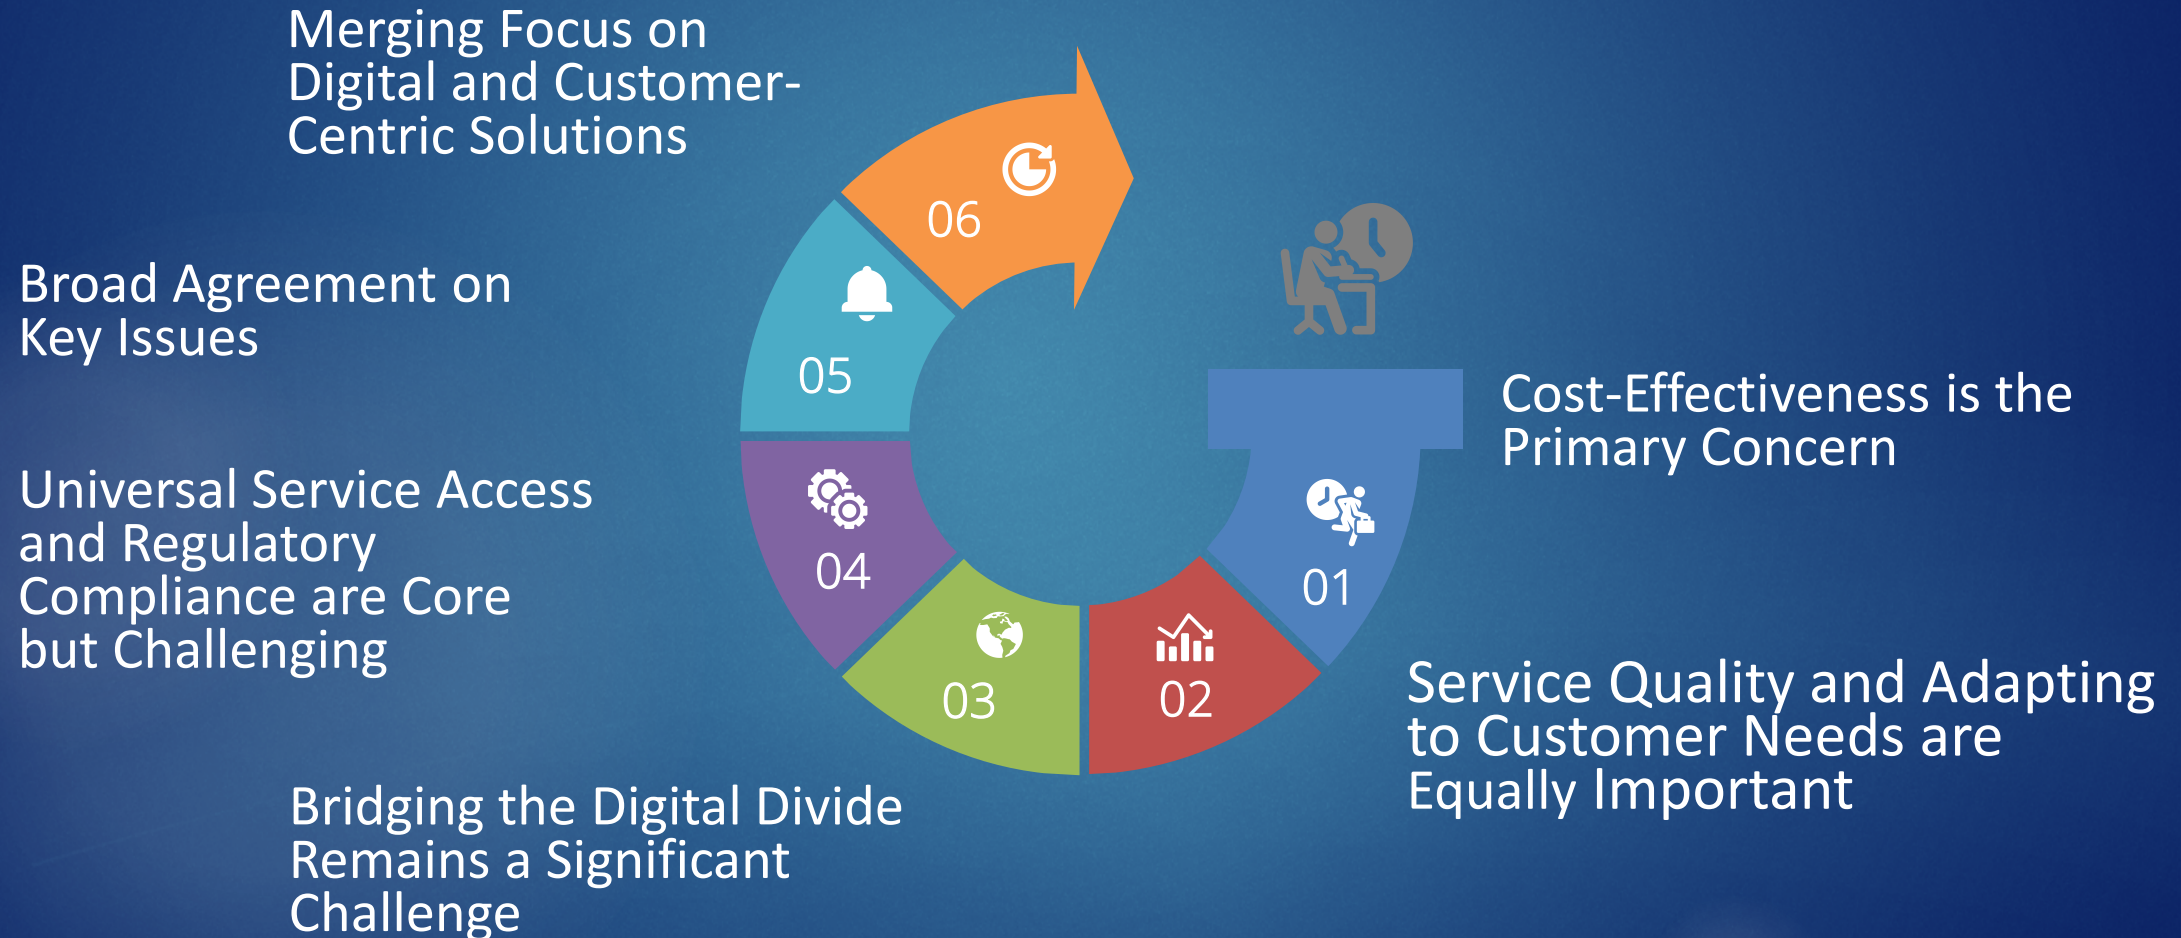 Merging Focus on
Digital and Customer-
Centric Solutions
06
Broad Agreement on
Key Issues
05
Cost-Effectiveness is the
Primary Concern
01
Universal Service Access
and Regulatory
Compliance are Core
but Challenging
04
03
02
Service Quality and Adapting
to Customer Needs are
Equally Important
Bridging the Digital Divide
Remains a Significant
Challenge